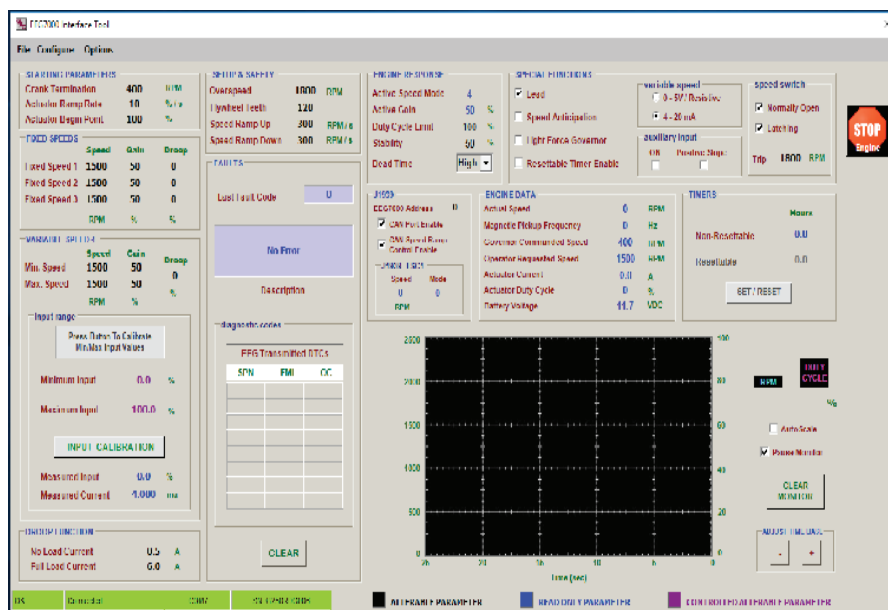 EEG7000 Interface Tool
File Configure Options
STARTING PARAMETERS
Crank Termination 400 RPM
Actuator Ramp Rate 10 % / s
Actuator Begin Point 100 %
FIXED SPEEDS
Speed Gain Droop
Fixed Speed 1 1500 50 0
Fixed Speed 2 1500 50 0
Fixed Speed 3 1500 50 0
RPM % %
VARIABLE SPEED
Speed Gain Droop
Min. Speed 1500 50 0
Max. Speed 1500 50 %
RPM %
Input range
Press Button To Calibrate
Min/Max Input Values
Minimum Input 0.0 %
Maximum Input 100.0 %
INPUT CALIBRATION
Measured Input 0.0 %
Measured Current 4.000 ma
DROOP FUNCTION
No Load Current 0.5 A
Full Load Current 6.0 A
SETUP & SAFETY
Overspeed 1800 RPM
Flywheel Teeth 120
Speed Ramp Up 300 RPM / s
Speed Ramp Down 300 RPM / s
FAULTS
Last Fault Code 0
No Error
Description
diagnostic codes
EEG Transmitted DTCs
SPN FMI OC
CLEAR
ENGINE RESPONSE
Active Speed Mode 4
Active Gain 50 %
Duty Cycle Limit 100 %
Stability 50 %
Dead Time High
SPECIAL FUNCTIONS
Lead
Speed Anticipation
Light Force Governor
Resettable Timer Enable
variable speed
0 - 5V / Resistive
4 - 20 mA
auxiliary input
ON Positive Slope
speed switch
Normally Open
Latching
Trip 1800 RPM
STOP
Engine
J1939
EEG7000 Address 0
CAN Port Enable
CAN Speed Ramp
Control Enable
J1939 TSC1
Speed Mode
0 0
RPM
ENGINE DATA
Actual Speed 0 RPM
Magnetic Pickup Frequency 0 Hz
Governor Commanded Speed 400 RPM
Operator Requested Speed 1500 RPM
Actuator Current 0.0 A
Actuator Duty Cycle 0 %
Battery Voltage 11.7 VDC
TIMERS
Hours
Non-Resettable 0.0
Resettable 0.0
SET / RESET
2500 100
2000 80
1500 60
1000 40
500 20
0 0
25 20 15 10 5 0
Time (sec)
RPM
DUTY
CYCLE
%
Auto Scale
Pause Monitor
CLEAR
MONITOR
ADJUST TIME BASE
- +
OK Connected COM7
ALTERABLE PARAMETER READ ONLY PARAMETER CONTROLLED ALTERABLE PARAMETER